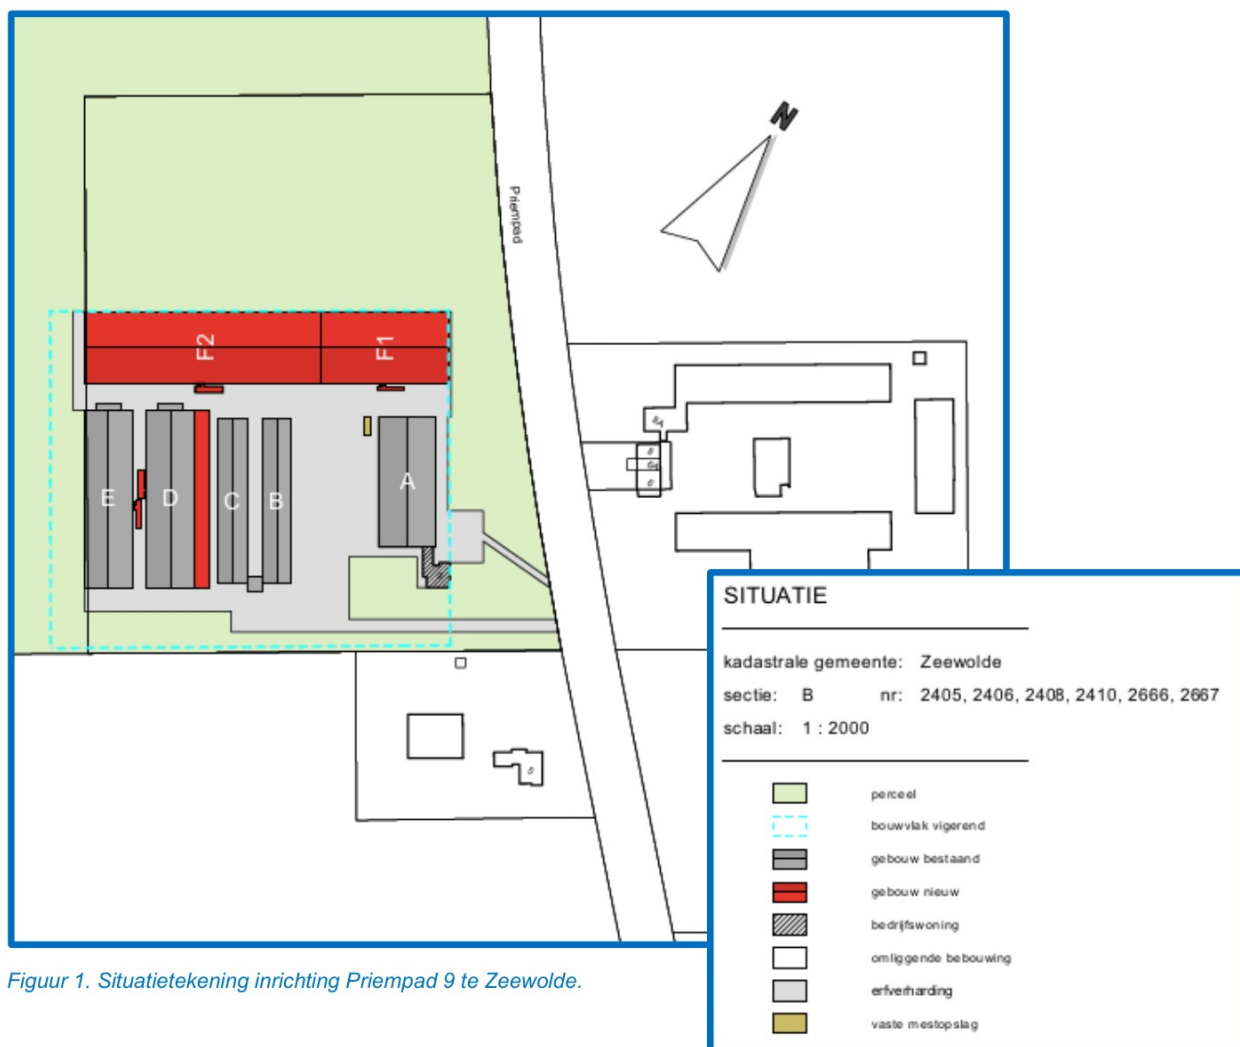 N
Priempad
F2
F1
E
D
C
B
A
SITUATIE
kadastrale gemeente: Zeewolde
sectie: B nr: 2405, 2406, 2408, 2410, 2666, 2667
schaal: 1 : 2000
perceel
bouwvlak vigerend
gebouw bestaand
gebouw nieuw
bedrijfswoning
omliggende bebouwing
erfverharding
vaste mestopslag
Figuur 1. Situatietekening inrichting Priempad 9 te Zeewolde.